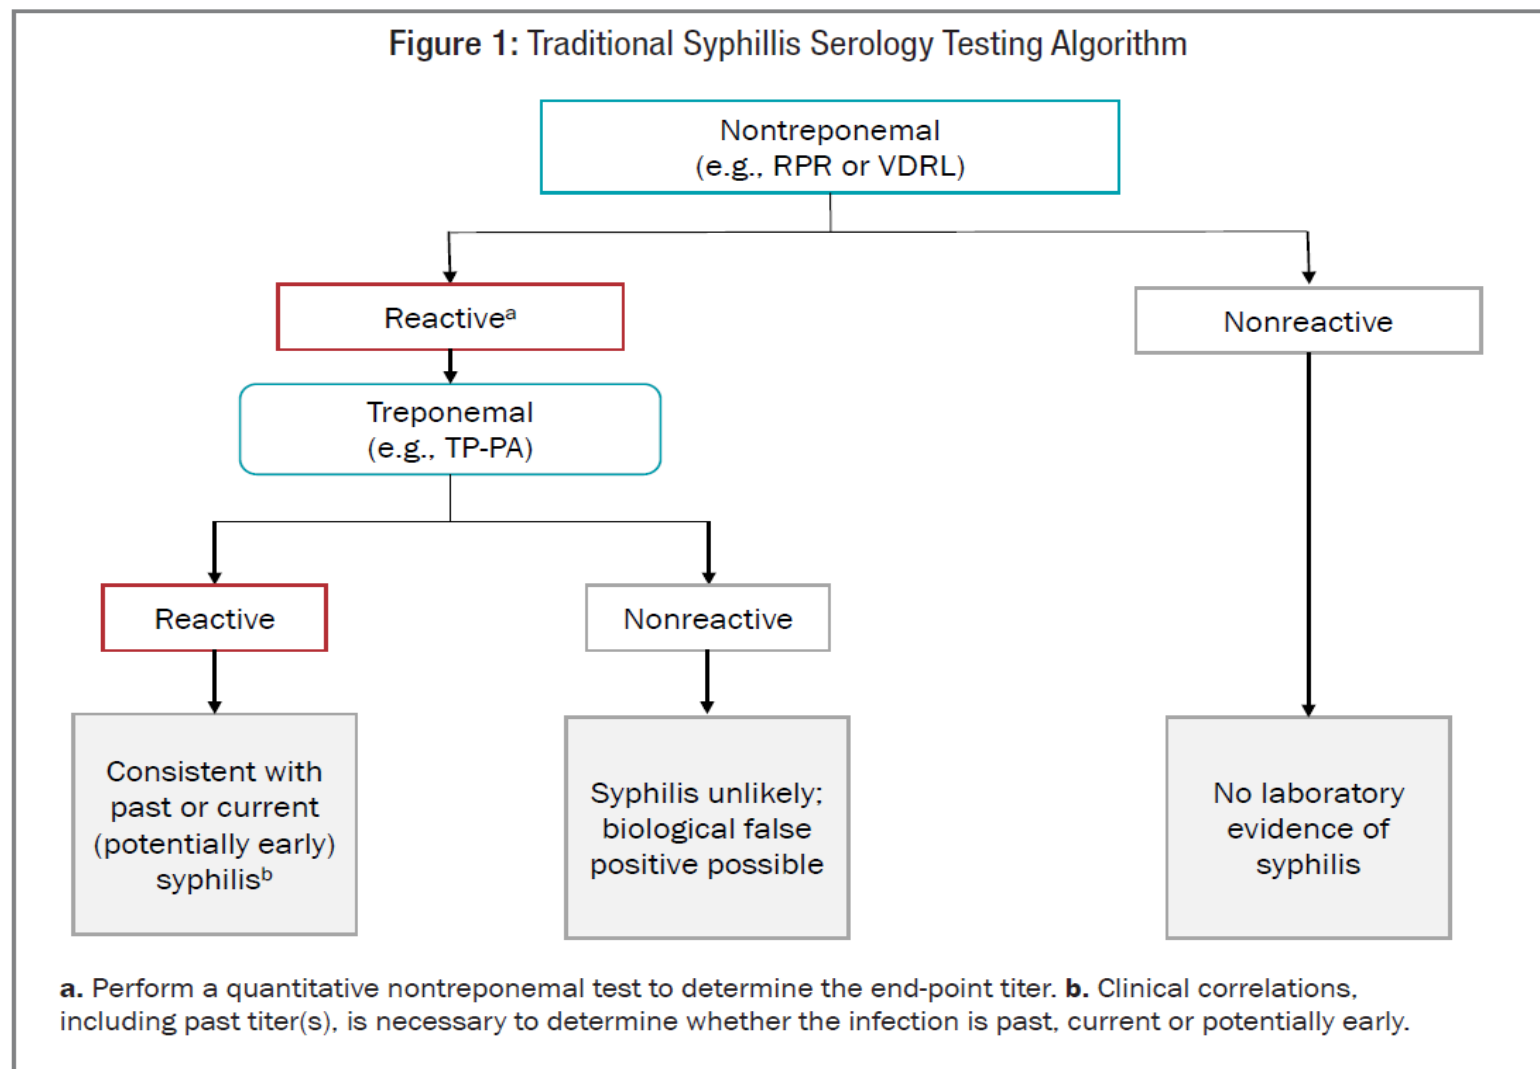 Figure 1: Traditional Syphillis Serology Testing Algorithm
Nontreponemal
(e.g., RPR or VDRL)
Reactiveᵃ
Nonreactive
Treponemal
(e.g., TP-PA)
Reactive
Nonreactive
Consistent with
past or current
(potentially early)
syphilisᵇ
Syphilis unlikely;
biological false
positive possible
No laboratory
evidence of
syphilis
a. Perform a quantitative nontreponemal test to determine the end-point titer. b. Clinical correlations,
including past titer(s), is necessary to determine whether the infection is past, current or potentially early.